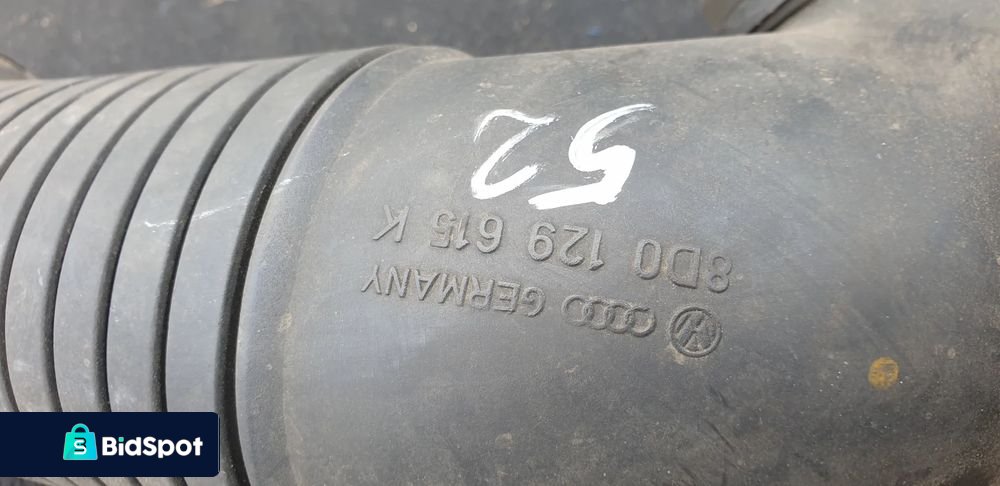 GERMANY
8D0 129 615 K
52
BidSpot